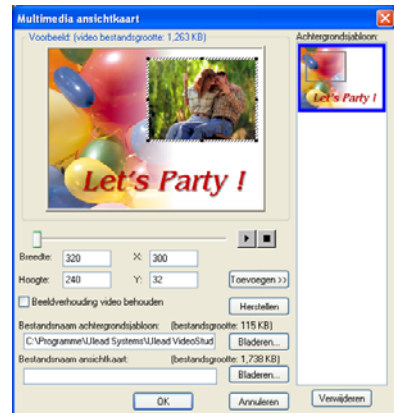 Multimedia ansichtkaart
Voorbeeld: (video bestandsgrootte: 1,263 KB)
Achtergrondsjabloon:
Let's Party !
Let's Party !
Breedte: 320 X: 300
Hoogte: 240 Y: 32
Toevoegen >>
Beeldverhouding video behouden
Herstellen
Bestandsnaam achtergrondsjabloon: (bestandsgrootte: 115 KB)
C:\Programme\Ulead Systems\Ulead VideoStud
Bladeren...
Bestandsnaam ansichtkaart: (bestandsgrootte: 1,738 KB)
Bladeren...
OK
Annuleren
Verwijderen